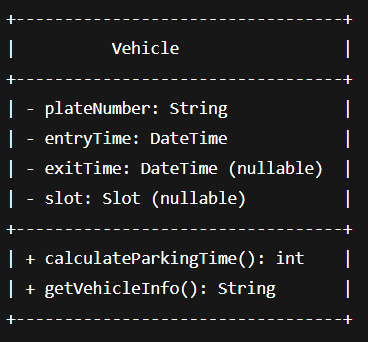 +----------------------------------+
|          Vehicle                 |
+----------------------------------+
| - plateNumber: String            |
| - entryTime: DateTime            |
| - exitTime: DateTime (nullable)  |
| - slot: Slot (nullable)          |
+----------------------------------+
| + calculateParkingTime(): int    |
| + getVehicleInfo(): String       |
+----------------------------------+